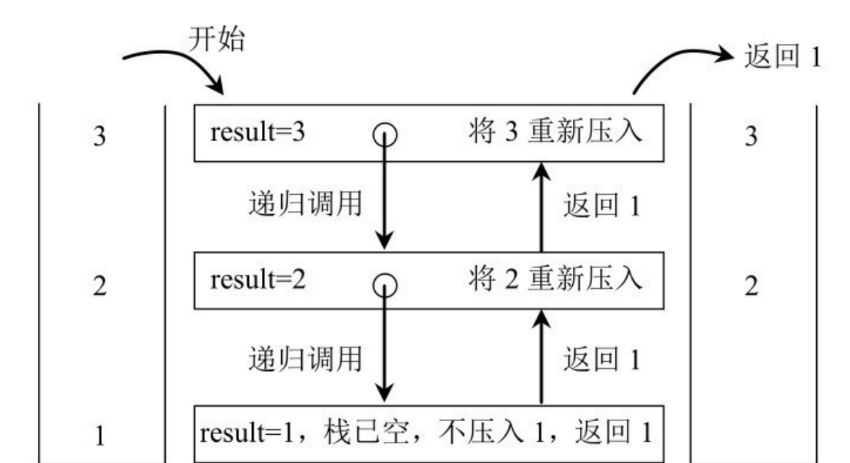 开始
返回 1
3
result=3
将 3 重新压入
3
递归调用
返回 1
2
result=2
将 2 重新压入
2
递归调用
返回 1
1
result=1，栈已空，不压入 1，返回 1